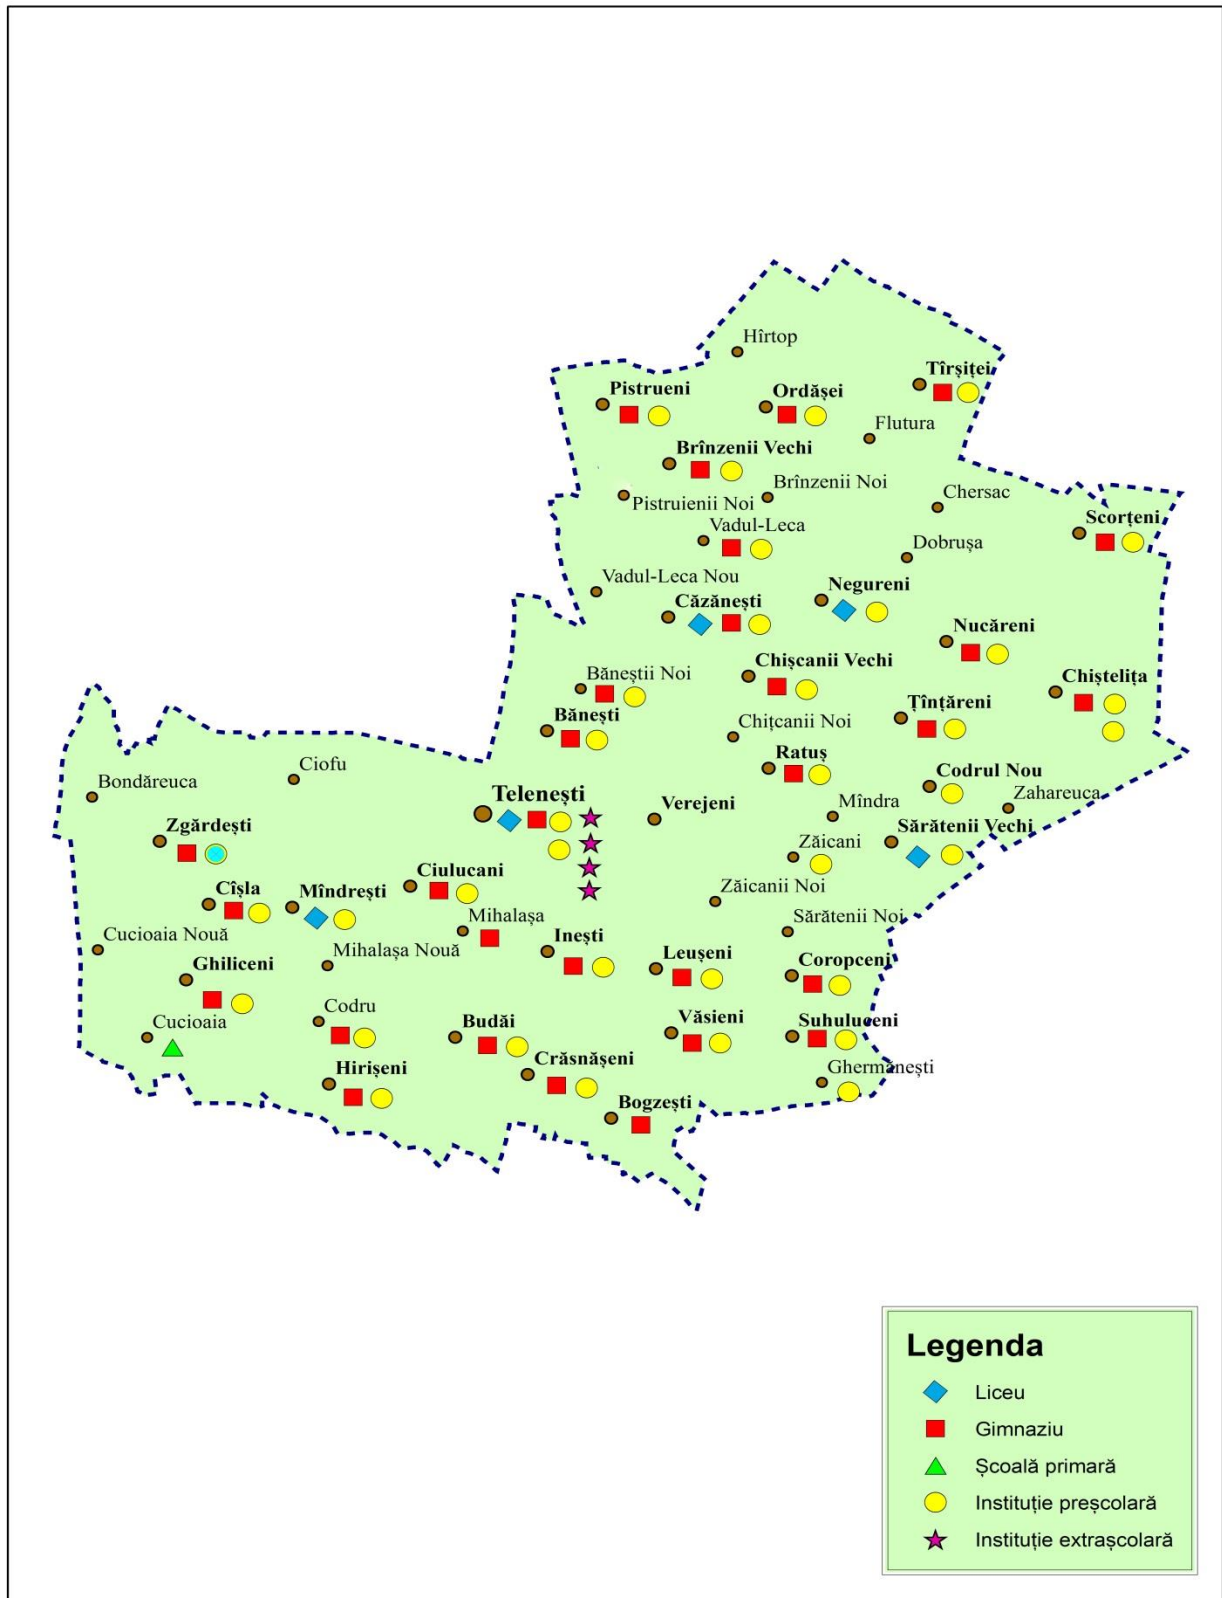 Hîrtop
Tîrșiței
Pistrueni
Ordășei
Flutura
Brînzenii Vechi
Brînzenii Noi
Pistruienii Noi
Chersac
Scorțeni
Vadul-Leca
Dobrușa
Vadul-Leca Nou
Negureni
Căzănești
Nucăreni
Chișcanii Vechi
Băneștii Noi
Chiștelița
Țînțăreni
Bănești
Chițcanii Noi
Ratuș
Ciofu
Codrul Nou
Bondăreuca
Telenești
Verejeni
Mîndra
Zahareuca
Zgărdești
Sărătenii Vechi
Zăicani
Ciulucani
Cîșla
Mîndrești
Zăicanii Noi
Mihalașa
Sărătenii Noi
Cucioaia Nouă
Inești
Mihalașa Nouă
Leușeni
Ghiliceni
Coropceni
Codru
Cucioaia
Budăi
Văsieni
Suhuluceni
Crăsnășeni
Hirișeni
Ghermănești
Bogzești
Legenda
Liceu
Gimnaziu
Școală primară
Instituție preșcolară
Instituție extrașcolară